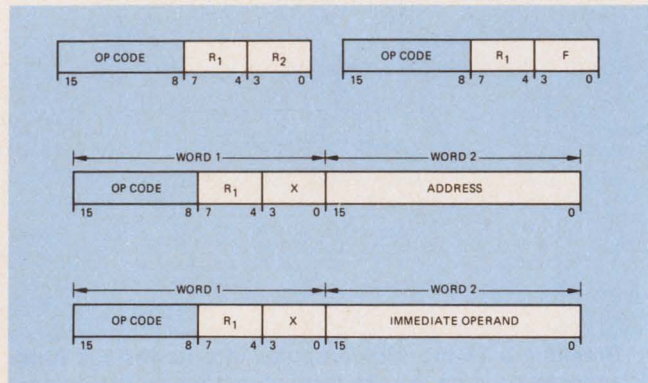 OP CODE R1 R2
15 8 7 4 3 0
OP CODE R1 F
15 8 7 4 3 0
WORD 1 WORD 2
OP CODE R1 X ADDRESS
15 8 7 4 3 0 15 0
WORD 1 WORD 2
OP CODE R1 X IMMEDIATE OPERAND
15 8 7 4 3 0 15 0